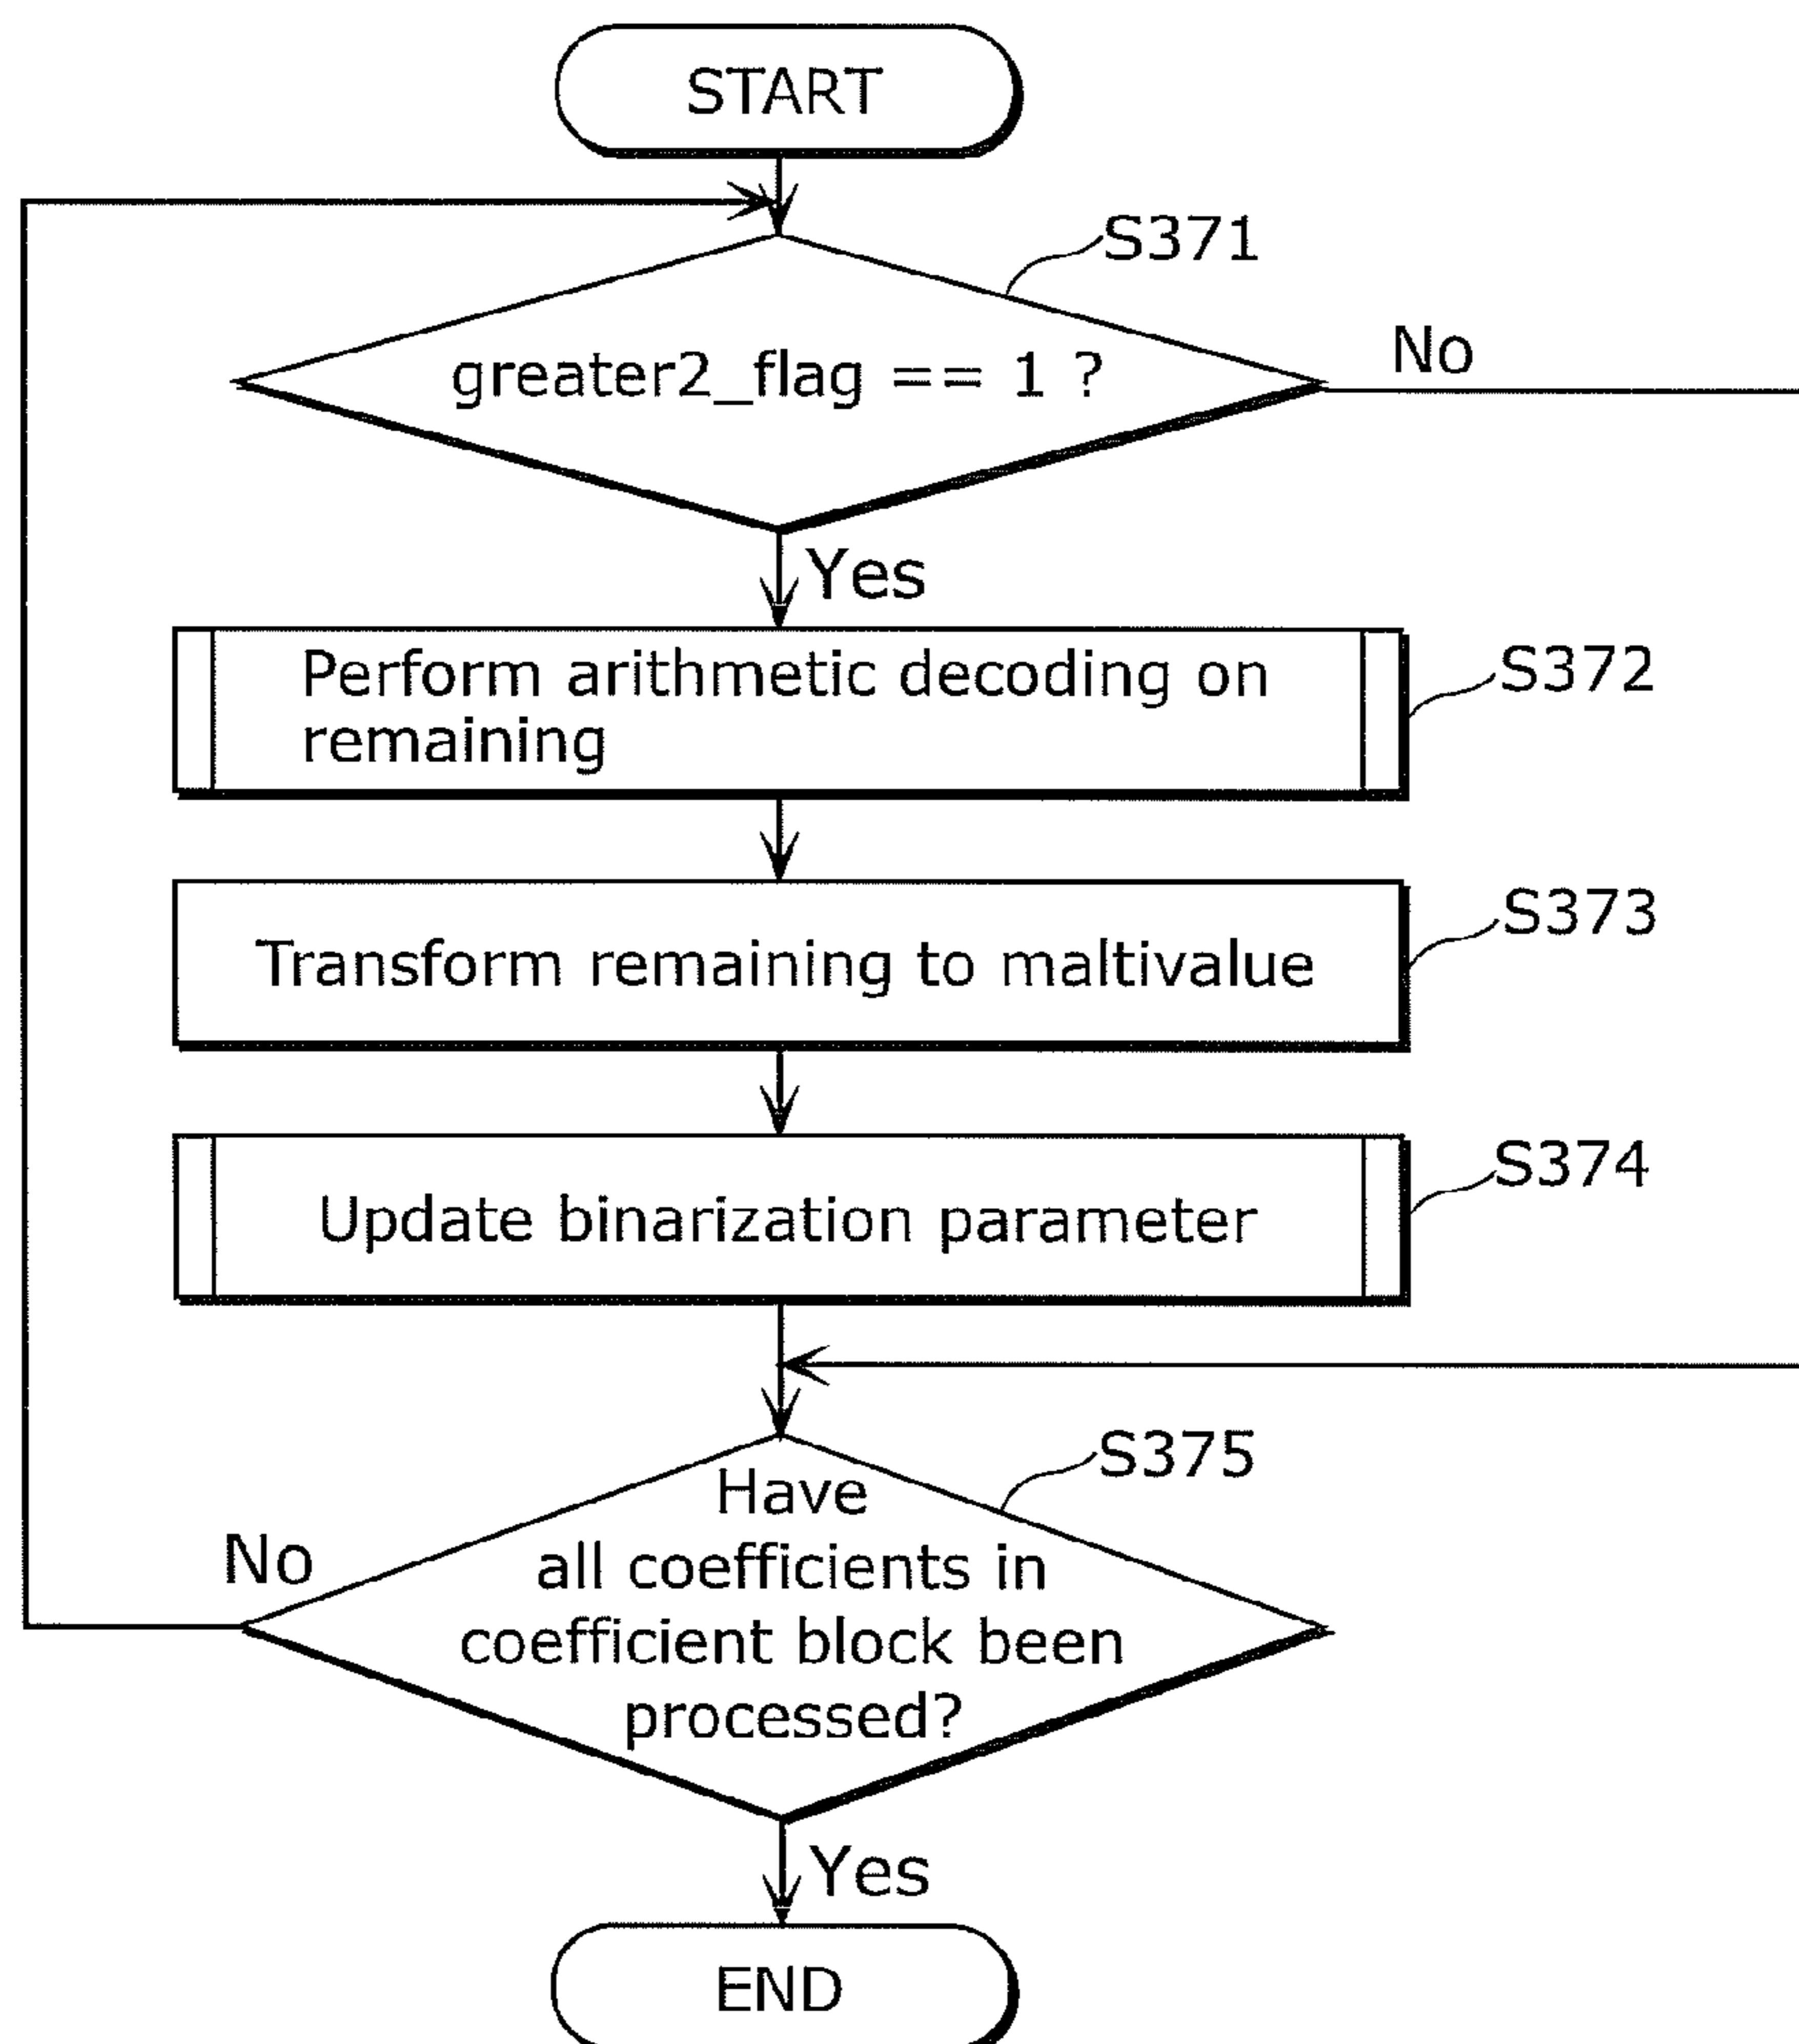 START
S371
greater2_flag == 1 ?
No
Yes
Perform arithmetic decoding on
remaining
S372
Transform remaining to maltivalue
S373
Update binarization parameter
S374
S375
Have
all coefficients in
coefficient block been
processed?
No
Yes
END